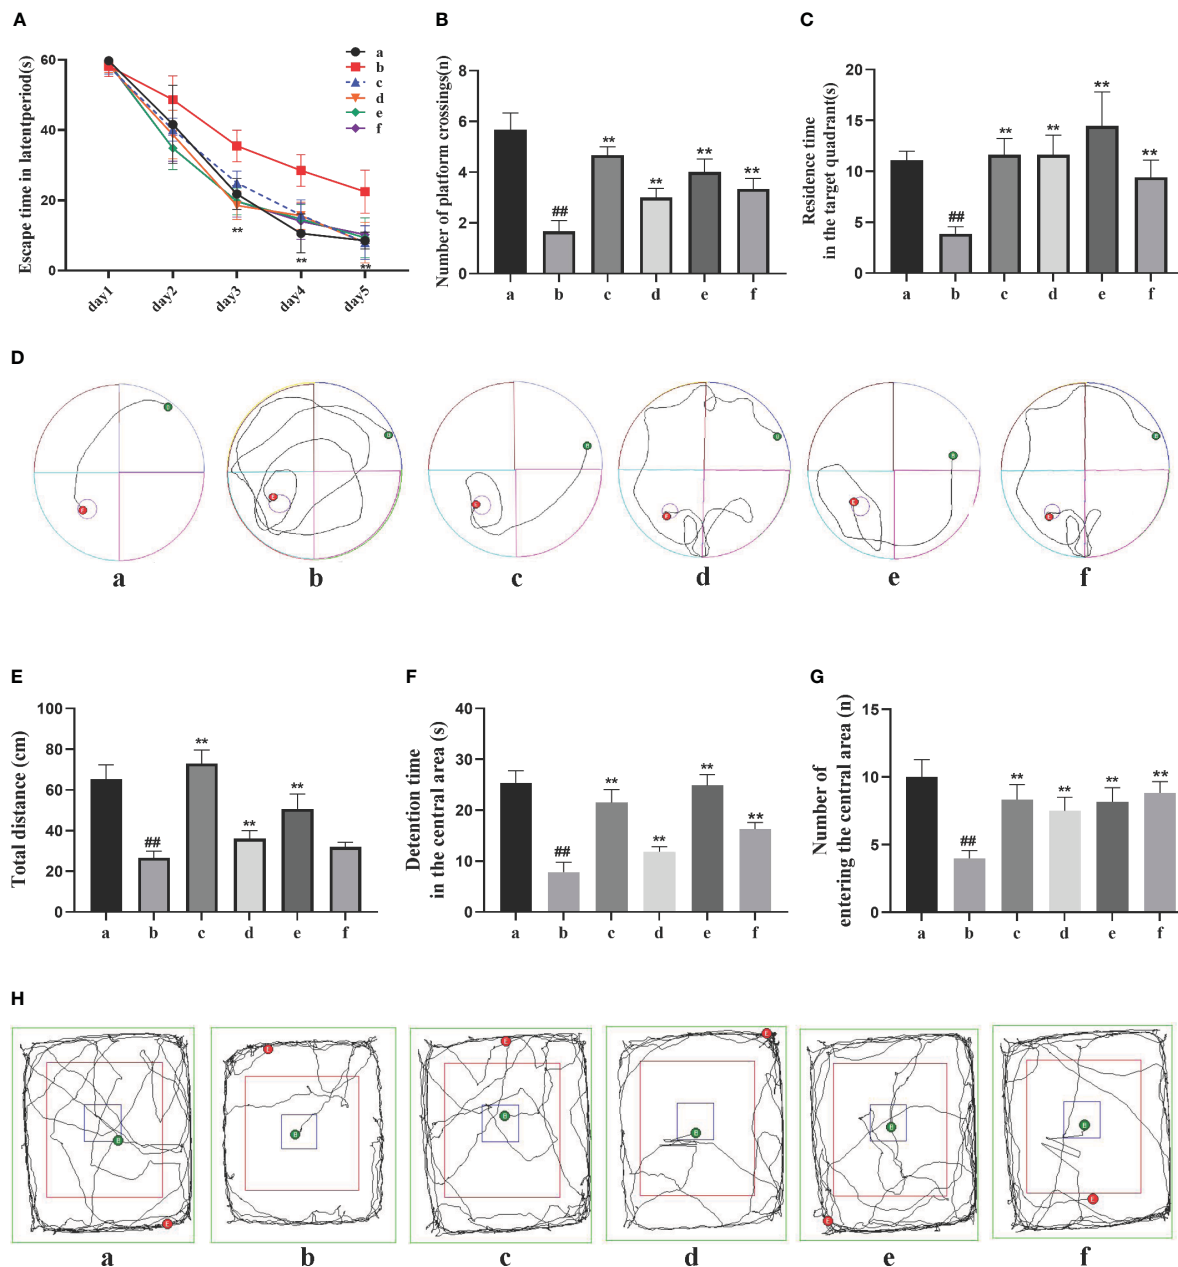 A
B
C
Escape time in latentperiod(s)
60
40
20
0
day1
day2
day3
day4
day5
**
**
**
a
b
c
d
e
f
Number of platform crossings(n)
8
6
4
2
0
##
**
**
**
**
a
b
c
d
e
f
Residence time
in the target quadrant(s)
20
15
10
5
0
##
**
**
**
**
a
b
c
d
e
f
D
a
b
c
d
e
f
E
F
G
Total distance (cm)
100
80
60
40
20
0
##
**
**
**
a
b
c
d
e
f
Detention time
in the central area (s)
40
30
20
10
0
##
**
**
**
**
a
b
c
d
e
f
Number of
entering the central area (n)
15
10
5
0
##
**
**
**
**
a
b
c
d
e
f
H
E
B
E
B
E
B
E
B
E
B
E
B
a
b
c
d
e
f